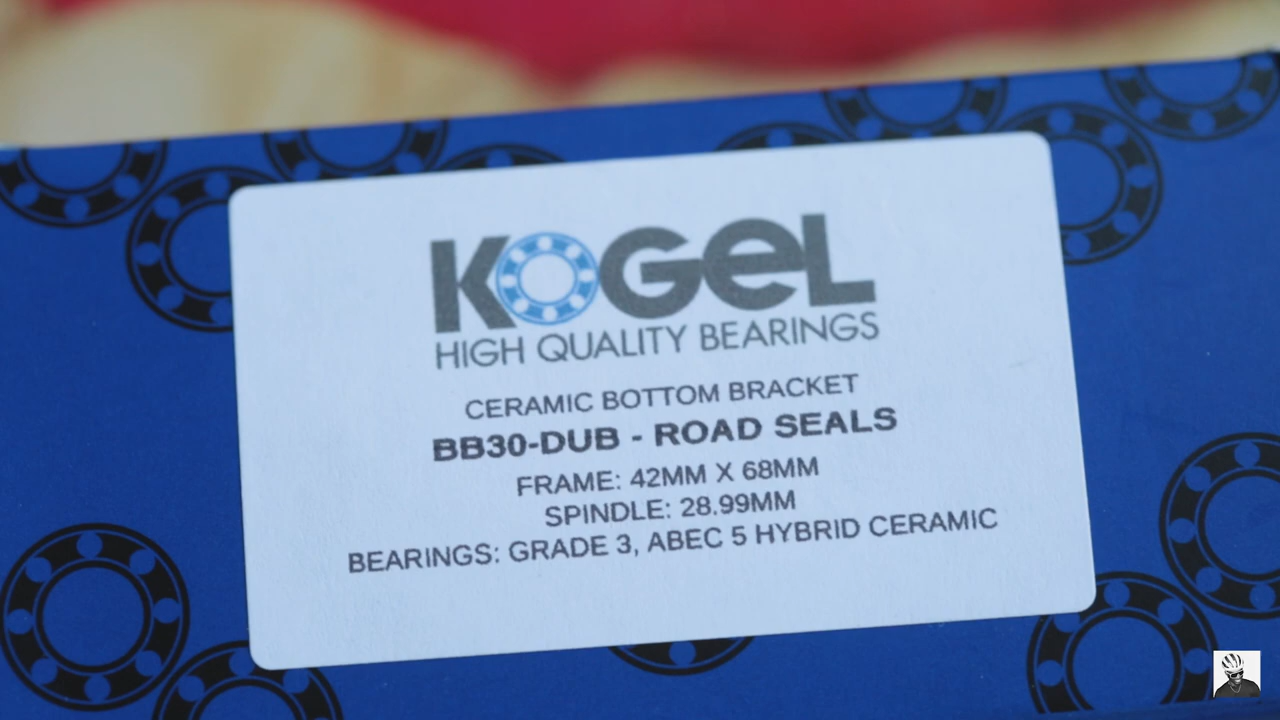 KOGEL
HIGH QUALITY BEARINGS
CERAMIC BOTTOM BRACKET
BB30-DUB - ROAD SEALS
FRAME: 42MM X 68MM
SPINDLE: 28.99MM
BEARINGS: GRADE 3, ABEC 5 HYBRID CERAMIC